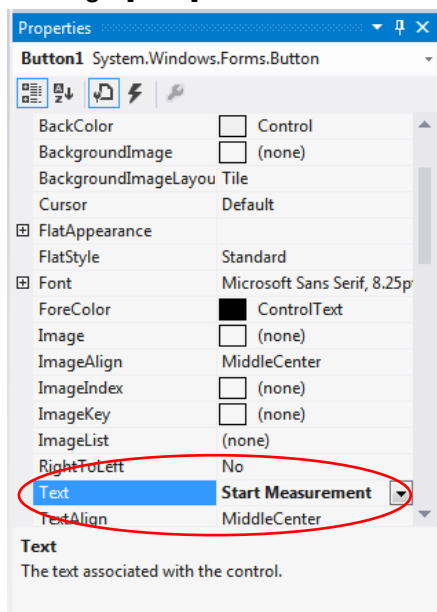 Properties
Button1 System.Windows.Forms.Button
BackColor Control
BackgroundImage (none)
BackgroundImageLayou Tile
Cursor Default
FlatAppearance
FlatStyle Standard
Font Microsoft Sans Serif, 8.25p
ForeColor ControlText
Image (none)
ImageAlign MiddleCenter
ImageIndex (none)
ImageKey (none)
ImageList (none)
RightToLeft No
Text Start Measurement
TextAlign MiddleCenter
Text
The text associated with the control.